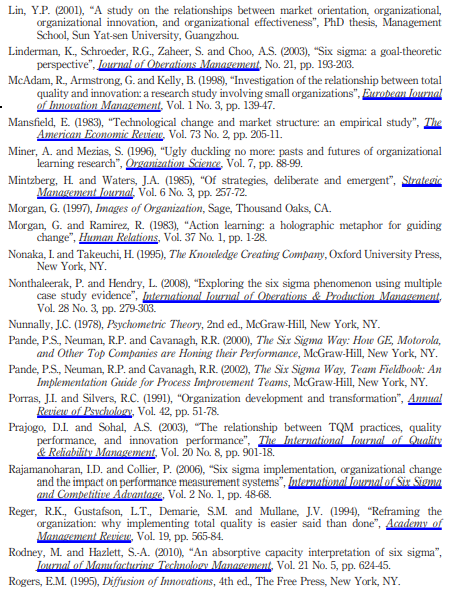 Lin, Y.P. (2001), “A study on the relationships between market orientation, organizational,
organizational innovation, and organizational effectiveness”, PhD thesis, Management
School, Sun Yat-sen University, Guangzhou.
Linderman, K., Schroeder, R.G., Zaheer, S. and Choo, A.S. (2003), “Six sigma: a goal-theoretic
perspective”, Journal of Operations Management, No. 21, pp. 193-203.
McAdam, R., Armstrong, G. and Kelly, B. (1998), “Investigation of the relationship between total
quality and innovation: a research study involving small organizations”, European Journal
of Innovation Management, Vol. 1 No. 3, pp. 139-47.
Mansfield, E. (1983), “Technological change and market structure: an empirical study”, The
American Economic Review, Vol. 73 No. 2, pp. 205-11.
Miner, A. and Mezias, S. (1996), “Ugly duckling no more: pasts and futures of organizational
learning research”, Organization Science, Vol. 7, pp. 88-99.
Mintzberg, H. and Waters, J.A. (1985), “Of strategies, deliberate and emergent”, Strategic
Management Journal, Vol. 6 No. 3, pp. 257-72.
Morgan, G. (1997), Images of Organization, Sage, Thousand Oaks, CA.
Morgan, G. and Ramirez, R. (1983), “Action learning: a holographic metaphor for guiding
change”, Human Relations, Vol. 37 No. 1, pp. 1-28.
Nonaka, I. and Takeuchi, H. (1995), The Knowledge Creating Company, Oxford University Press,
New York, NY.
Nonthaleerak, P. and Hendry, L. (2008), “Exploring the six sigma phenomenon using multiple
case study evidence”, International Journal of Operations & Production Management,
Vol. 28 No. 3, pp. 279-303.
Nunnally, J.C. (1978), Psychometric Theory, 2nd ed., McGraw-Hill, New York, NY.
Pande, P.S., Neuman, R.P. and Cavanagh, R.R. (2000), The Six Sigma Way: How GE, Motorola,
and Other Top Companies are Honing their Performance, McGraw-Hill, New York, NY.
Pande, P.S., Neuman, R.P. and Cavanagh, R.R. (2002), The Six Sigma Way, Team Fieldbook: An
Implementation Guide for Process Improvement Teams, McGraw-Hill, New York, NY.
Porras, J.I. and Silvers, R.C. (1991), “Organization development and transformation”, Annual
Review of Psychology, Vol. 42, pp. 51-78.
Prajogo, D.I. and Sohal, A.S. (2003), “The relationship between TQM practices, quality
performance, and innovation performance”, The International Journal of Quality
& Reliability Management, Vol. 20 No. 8, pp. 901-18.
Rajamanoharan, I.D. and Collier, P. (2006), “Six sigma implementation, organizational change
and the impact on performance measurement systems”, International Journal of Six Sigma
and Competitive Advantage, Vol. 2 No. 1, pp. 48-68.
Reger, R.K., Gustafson, L.T., Demarie, S.M. and Mullane, J.V. (1994), “Reframing the
organization: why implementing total quality is easier said than done”, Academy of
Management Review, Vol. 19, pp. 565-84.
Rodney, M. and Hazlett, S.-A. (2010), “An absorptive capacity interpretation of six sigma”,
Journal of Manufacturing Technology Management, Vol. 21 No. 5, pp. 624-45.
Rogers, E.M. (1995), Diffusion of Innovations, 4th ed., The Free Press, New York, NY.